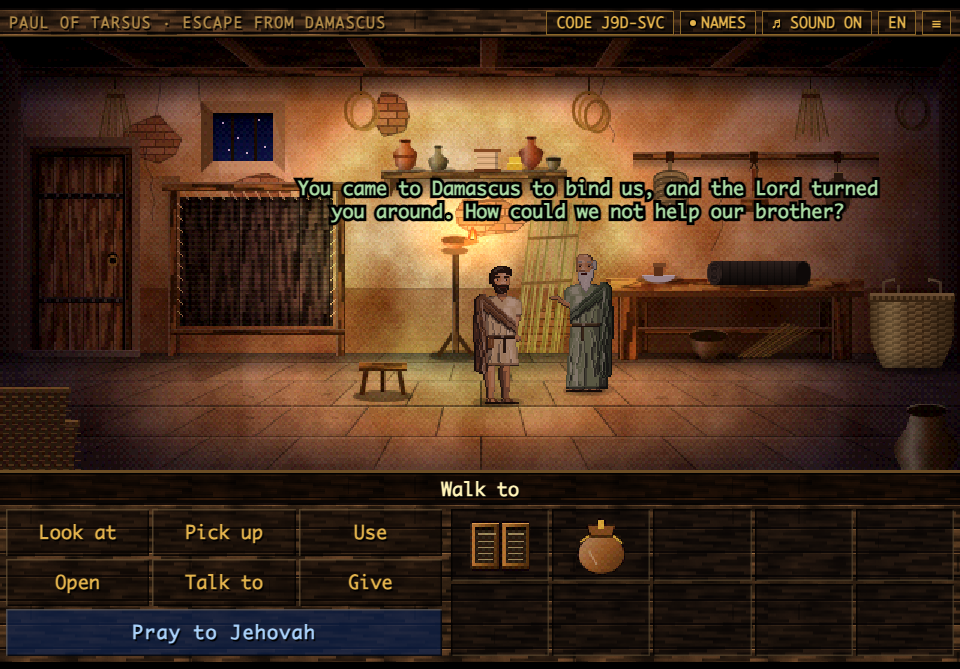 PAUL OF TARSUS · ESCAPE FROM DAMASCUS
CODE J9D-SVC
● NAMES
♬ SOUND ON
EN
≡
You came to Damascus to bind us, and the Lord turned
you around. How could we not help our brother?
Walk to
Look at
Pick up
Use
Open
Talk to
Give
Pray to Jehovah